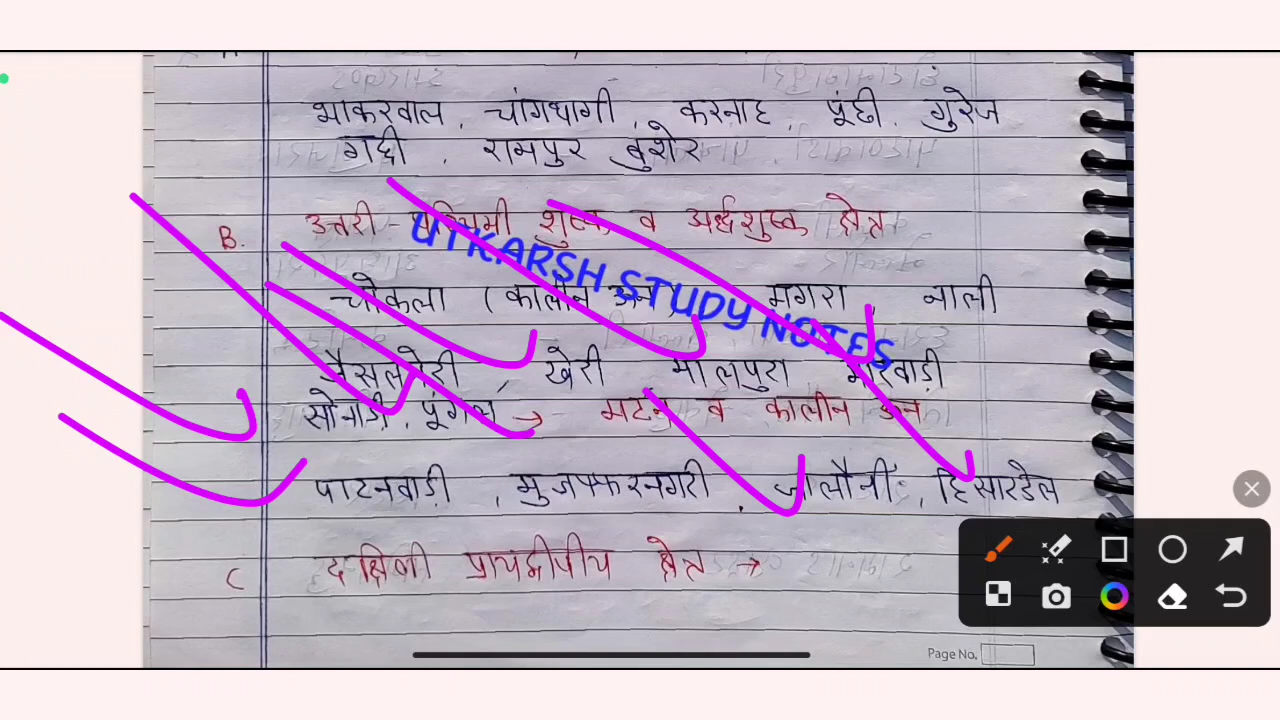 भाकरवाल, चांगथागी, करनाह, पूंछी, गुरेज
गद्दी, रामपुर बुशेर
B. उत्तरी-पश्चिमी शुष्क व अर्धशुष्क क्षेत्र
UTKARSH STUDY NOTES
चोकला (कालीन ऊन), मगरा, नाली
जैसलमेरी, खेरी मालपुरा मारवाड़ी
सोनाड़ी, पूंगल → मटन व कालीन ऊन
पाटनवाडी, मुजफ्फरनगरी, जालौनी, हिसारडेल
C दक्षिणी प्रायद्वीपीय क्षेत्र →
Page No.